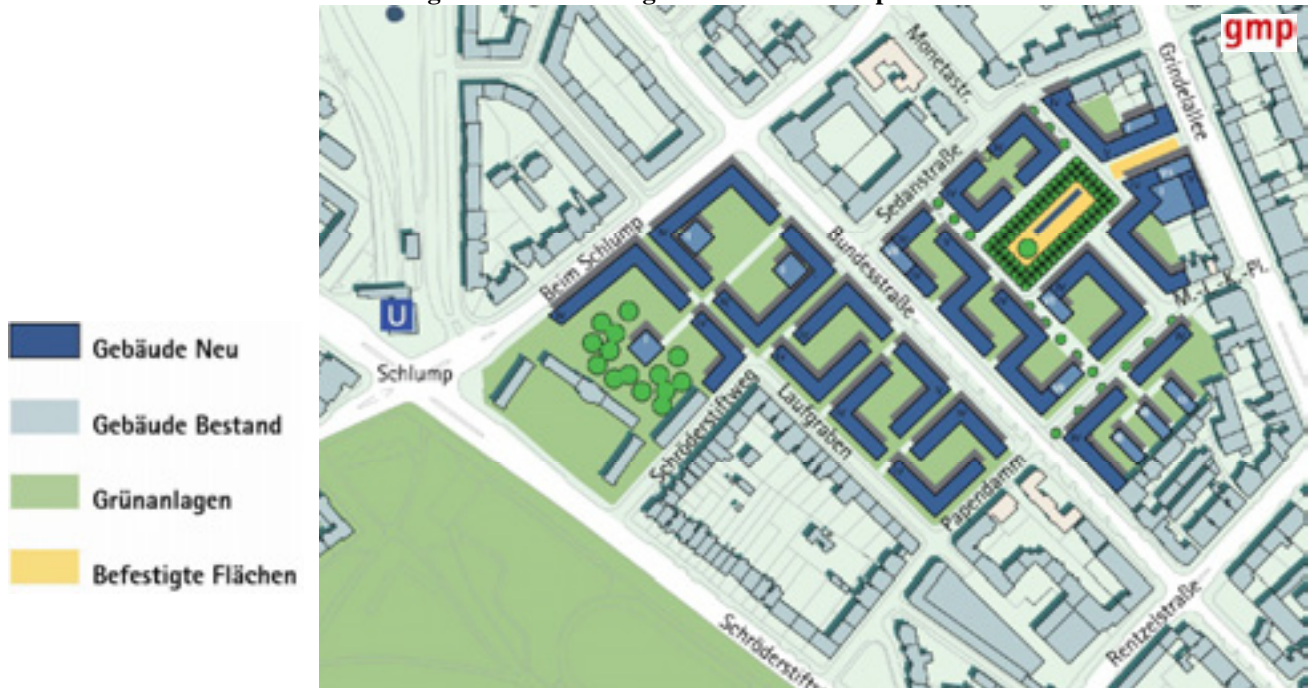 gmp
Monetastr.
Grindelallee
Sedanstraße
Beim Schlump
Bundesstraße
M.-L.-K.-Pl.
U
Schlump
Schröderstiftweg
Laufgraben
Papendamm
Schröderstifts
Rentzelstraße
Gebäude Neu
Gebäude Bestand
Grünanlagen
Befestigte Flächen